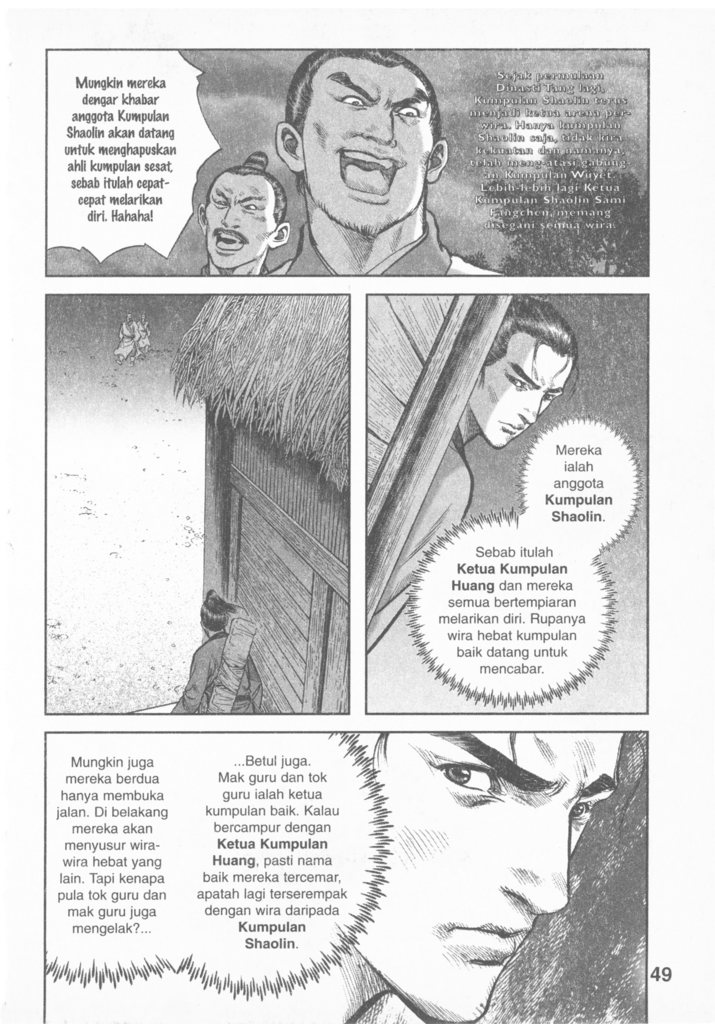 Mungkin mereka
dengar khabar
anggota Kumpulan
Shaolin akan datang
untuk menghapuskan
ahli kumpulan sesat,
sebab itulah cepat-
cepat melarikan
diri. Hahaha!
Sejak permulaan
Dinasti Tang lagi,
Kumpulan Shaolin terus
menjadi ketua arena per-
wira. Hanya kumpulan
Shaolin saja, tidak kira
kekuatan dan namanya
telah meng-atasi gabung-
an Kumpulan Wuyet.
Lebih-lebih lagi Ketua
Kumpulan Shaolin Sami
Fangchen, memang
disegani semua wira.
Mereka
ialah
anggota
Kumpulan
Shaolin.
Sebab itulah
Ketua Kumpulan
Huang dan mereka
semua bertempiaran
melarikan diri. Rupanya
wira hebat kumpulan
baik datang untuk
mencabar.
Mungkin juga
mereka berdua
hanya membuka
jalan. Di belakang
mereka akan
menyusur wira-
wira hebat yang
lain. Tapi kenapa
pula tok guru dan
mak guru juga
mengelak?...
...Betul juga.
Mak guru dan tok
guru ialah ketua
kumpulan baik. Kalau
bercampur dengan
Ketua Kumpulan
Huang, pasti nama
baik mereka tercemar,
apatah lagi terserempak
dengan wira daripada
Kumpulan
Shaolin.
49